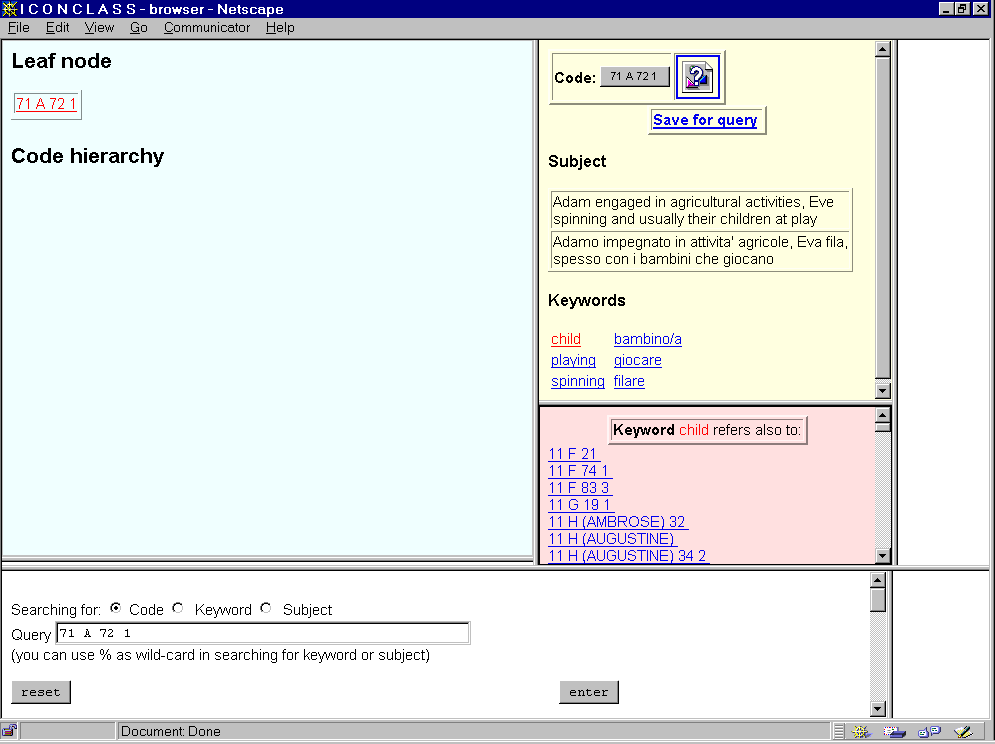 I C O N C L A S S - browser - Netscape
File Edit View Go Communicator Help
Leaf node
71 A 72 1
Code hierarchy
Code: 71 A 72 1
Save for query
Subject
Adam engaged in agricultural activities, Eve
spinning and usually their children at play
Adamo impegnato in attivita' agricole, Eva fila,
spesso con i bambini che giocano
Keywords
child bambino/a
playing giocare
spinning filare
Keyword child refers also to:
11 F 21
11 F 74 1
11 F 83 3
11 G 19 1
11 H (AMBROSE) 32
11 H (AUGUSTINE)
11 H (AUGUSTINE) 34 2
Searching for: Code Keyword Subject
Query 71 A 72 1
(you can use % as wild-card in searching for keyword or subject)
reset enter
Document: Done